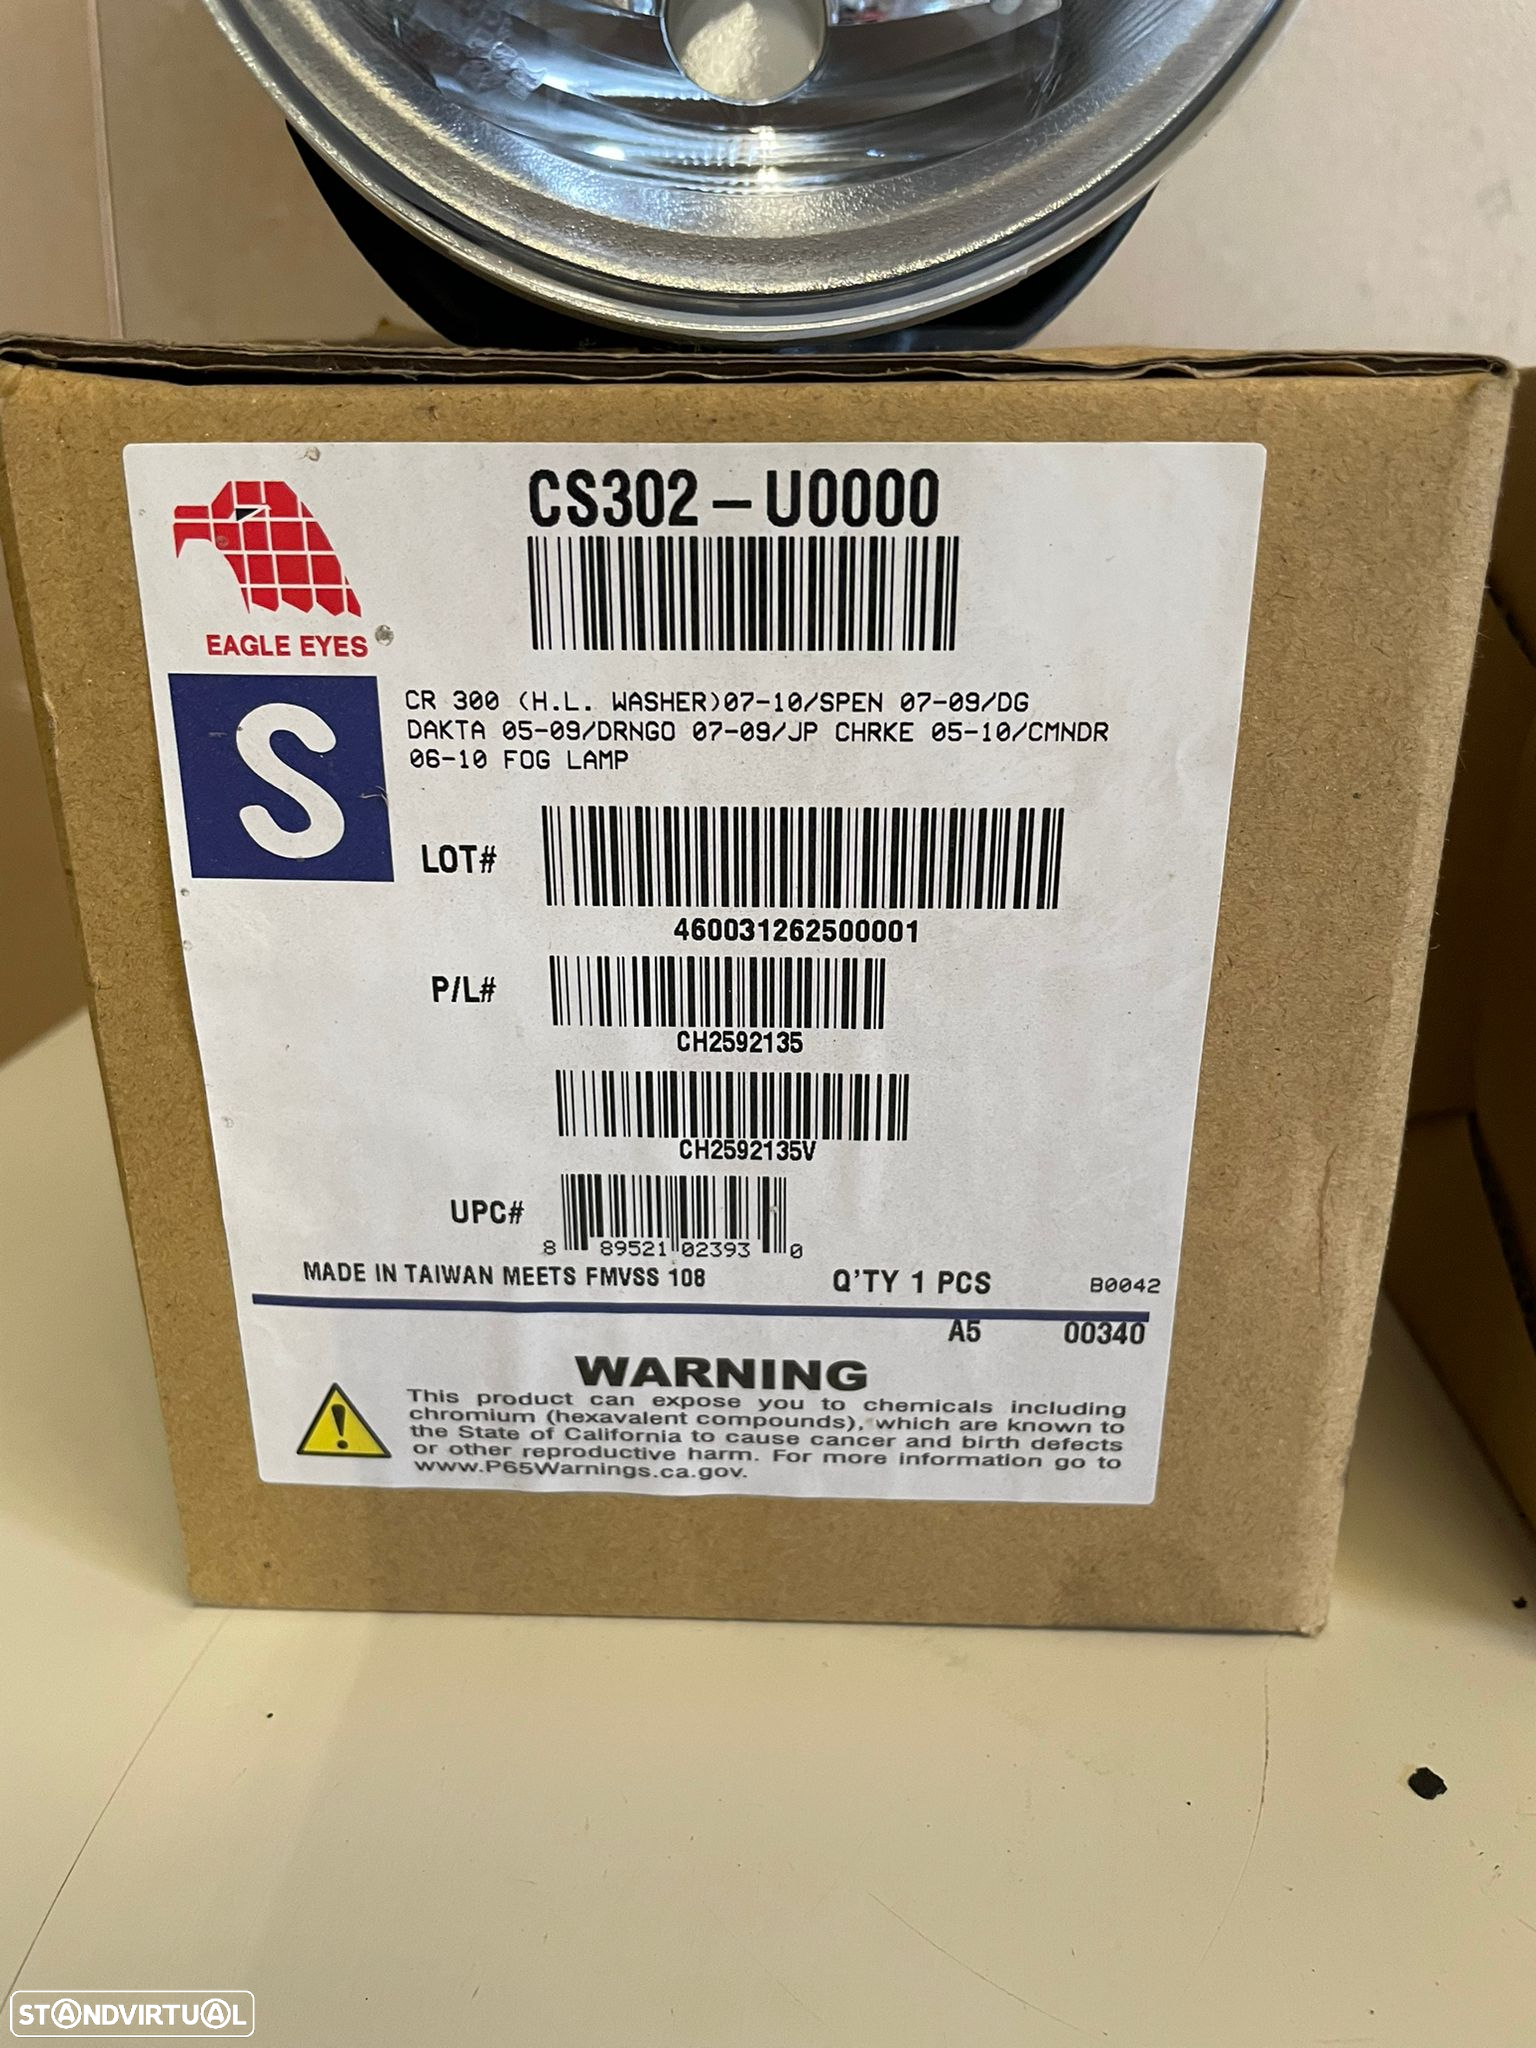 CS302-U0000
EAGLE EYES
S
CR 300 (H.L. WASHER)07-10/SPEN 07-09/DG
DAKTA 05-09/DRNGO 07-09/JP CHRKE 05-10/CMNDR
06-10 FOG LAMP
LOT#
460031262500001
P/L#
CH2592135
CH2592135V
UPC#
8 89521 02393 0
MADE IN TAIWAN MEETS FMVSS 108 Q'TY 1 PCS B0042
A5 00340
WARNING
This product can expose you to chemicals including
chromium (hexavalent compounds), which are known to
the State of California to cause cancer and birth defects
or other reproductive harm. For more information go to
www.P65Warnings.ca.gov.
STANDVIRTUAL